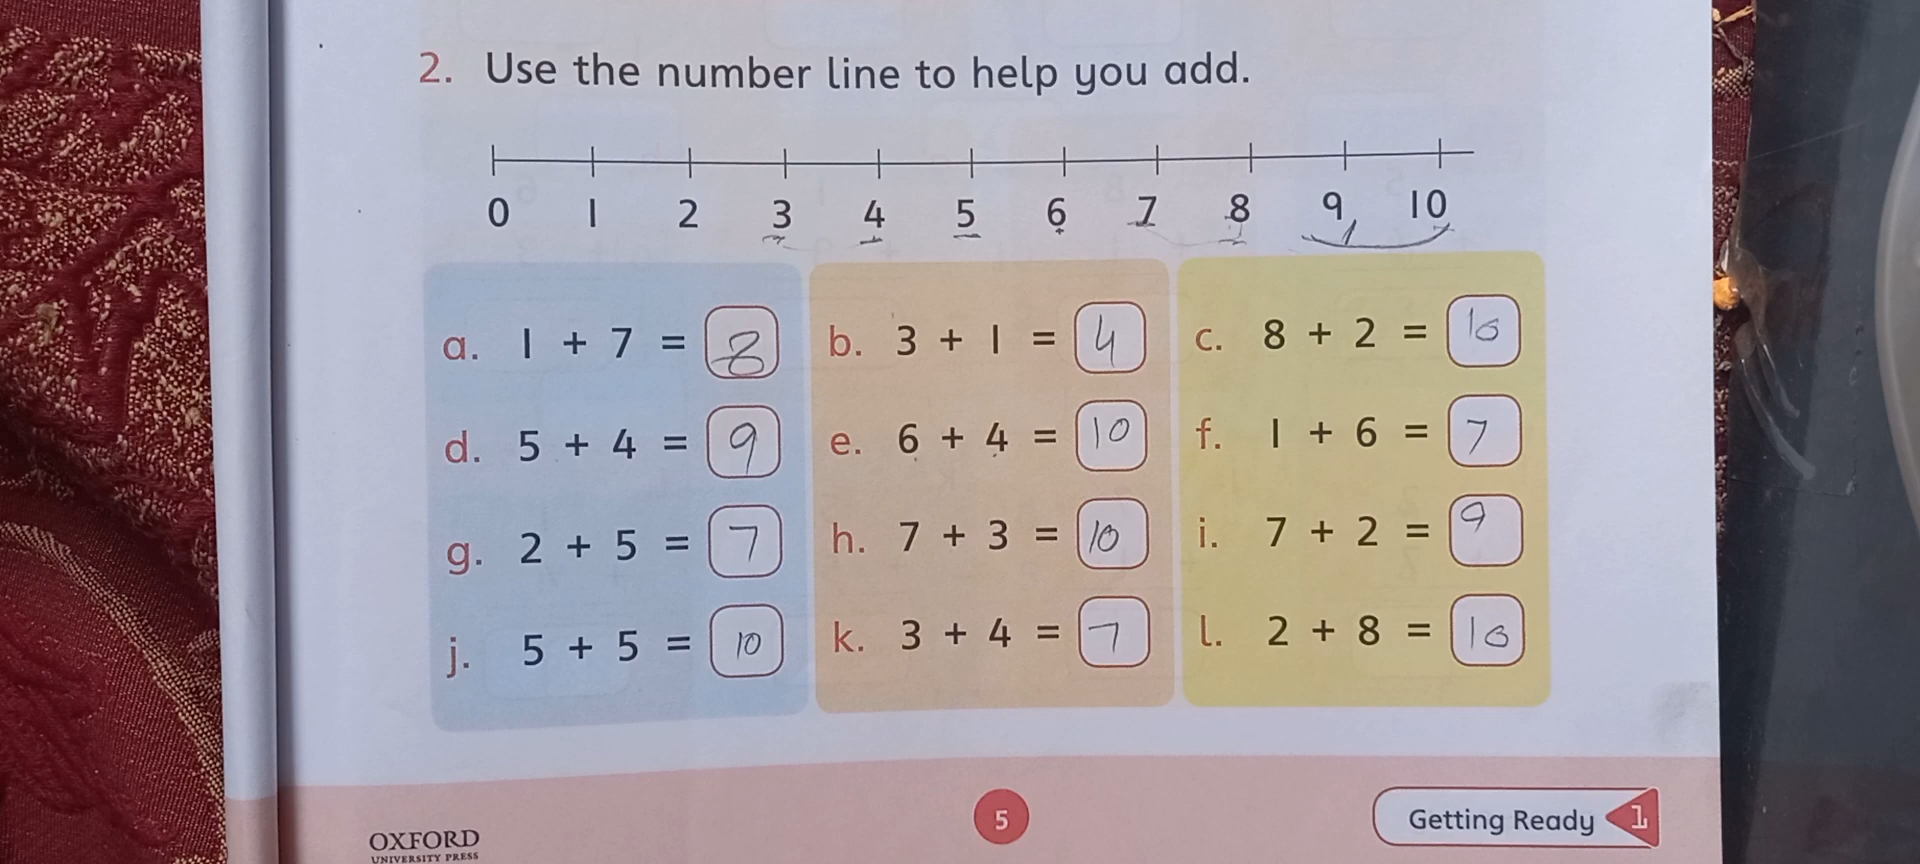 2. Use the number line to help you add.
0 1 2 3 4 5 6 7 8 9 10
a. 1 + 7 = 8 b. 3 + 1 = 4 c. 8 + 2 = 10
d. 5 + 4 = 9 e. 6 + 4 = 10 f. 1 + 6 = 7
g. 2 + 5 = 7 h. 7 + 3 = 10 i. 7 + 2 = 9
j. 5 + 5 = 10 k. 3 + 4 = 7 l. 2 + 8 = 10
OXFORD
UNIVERSITY PRESS
5
Getting Ready 1